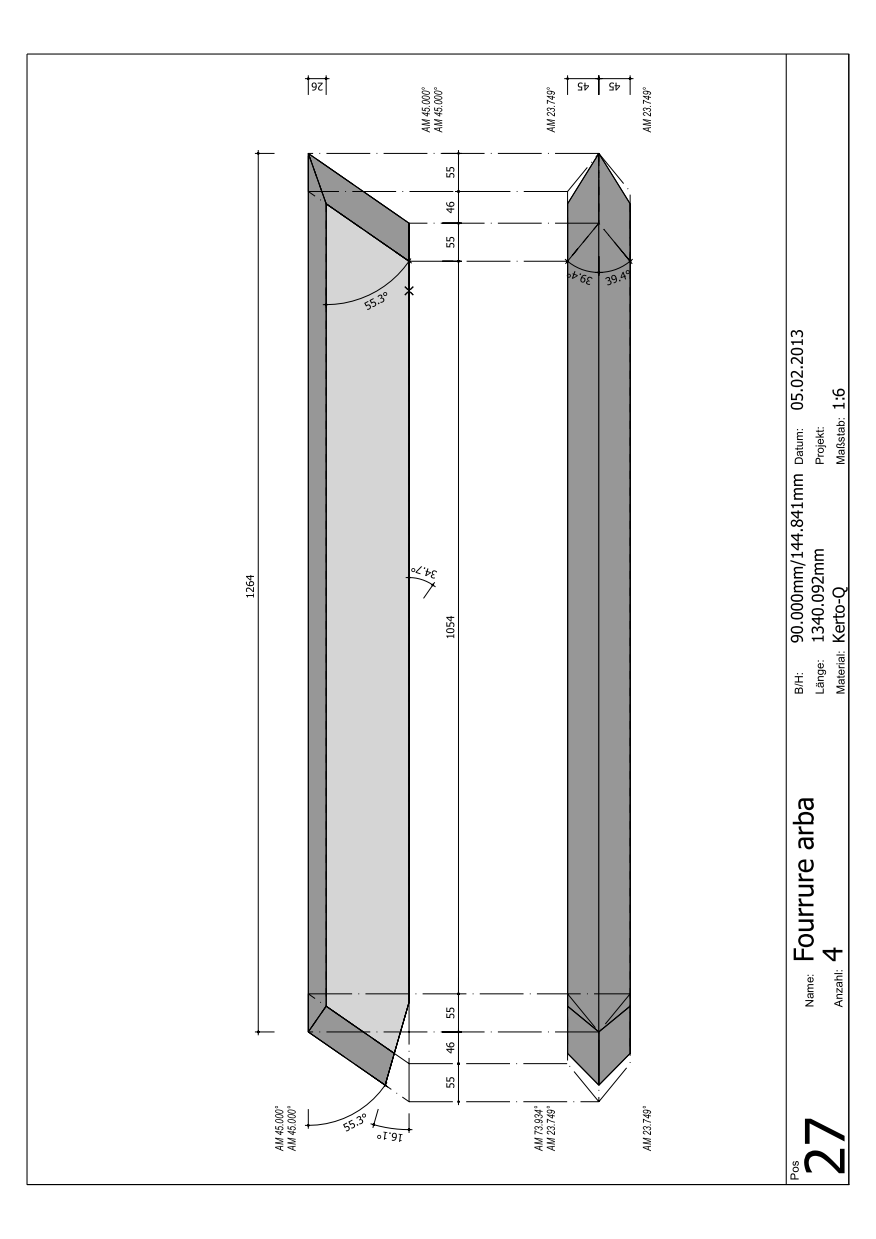 26
AM 45.000°
AM 45.000°
AM 23.749°
45
45
AM 23.749°
55
46
55
55.3°
39.4°
39.4°
1264
34.7°
1054
55
46
55
AM 45.000°
AM 45.000°
55.3°
16.1°
AM 73.934°
AM 23.749°
AM 23.749°
Pos
27
Name: Fourrure arba
Anzahl: 4
B/H: 90.000mm/144.841mm
Länge: 1340.092mm
Material: Kerto-Q
Datum: 05.02.2013
Projekt:
Maßstab: 1:6